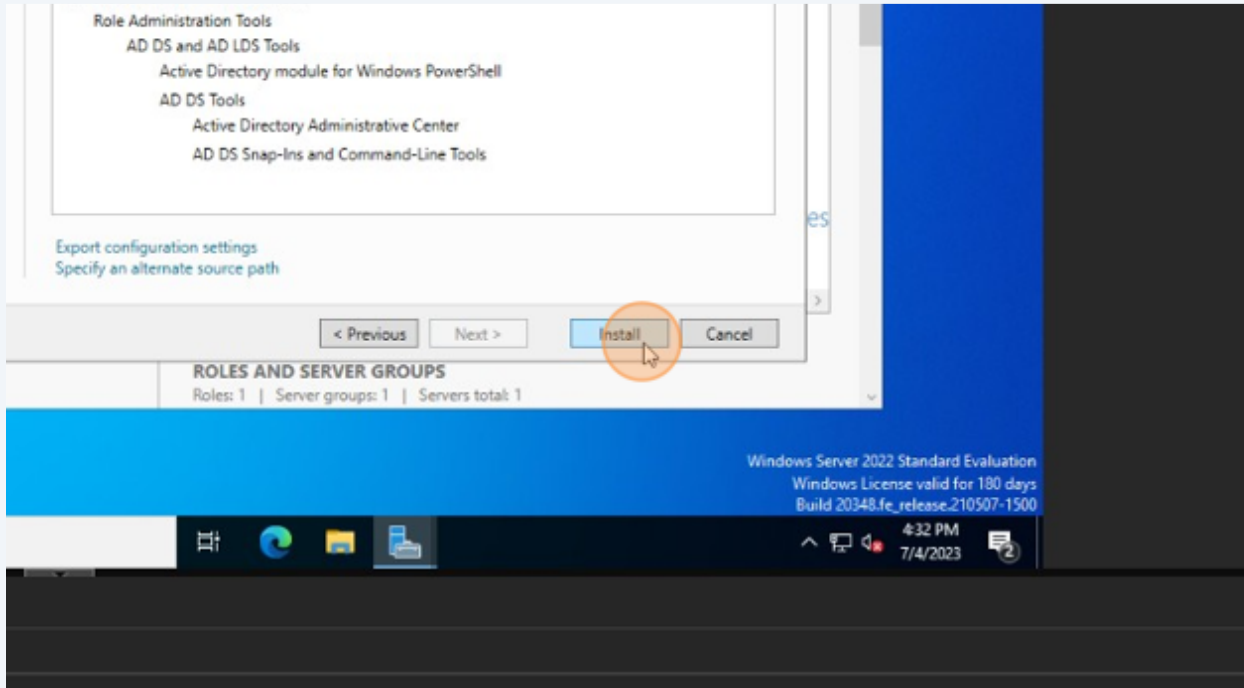 Role Administration Tools
AD DS and AD LDS Tools
Active Directory module for Windows PowerShell
AD DS Tools
Active Directory Administrative Center
AD DS Snap-Ins and Command-Line Tools
es
Export configuration settings
Specify an alternate source path
>
< Previous
Next >
Install
Cancel
ROLES AND SERVER GROUPS
Roles: 1 | Server groups: 1 | Servers total: 1
Windows Server 2022 Standard Evaluation
Windows License valid for 180 days
Build 20348.fe_release.210507-1500
4:32 PM
7/4/2023
2